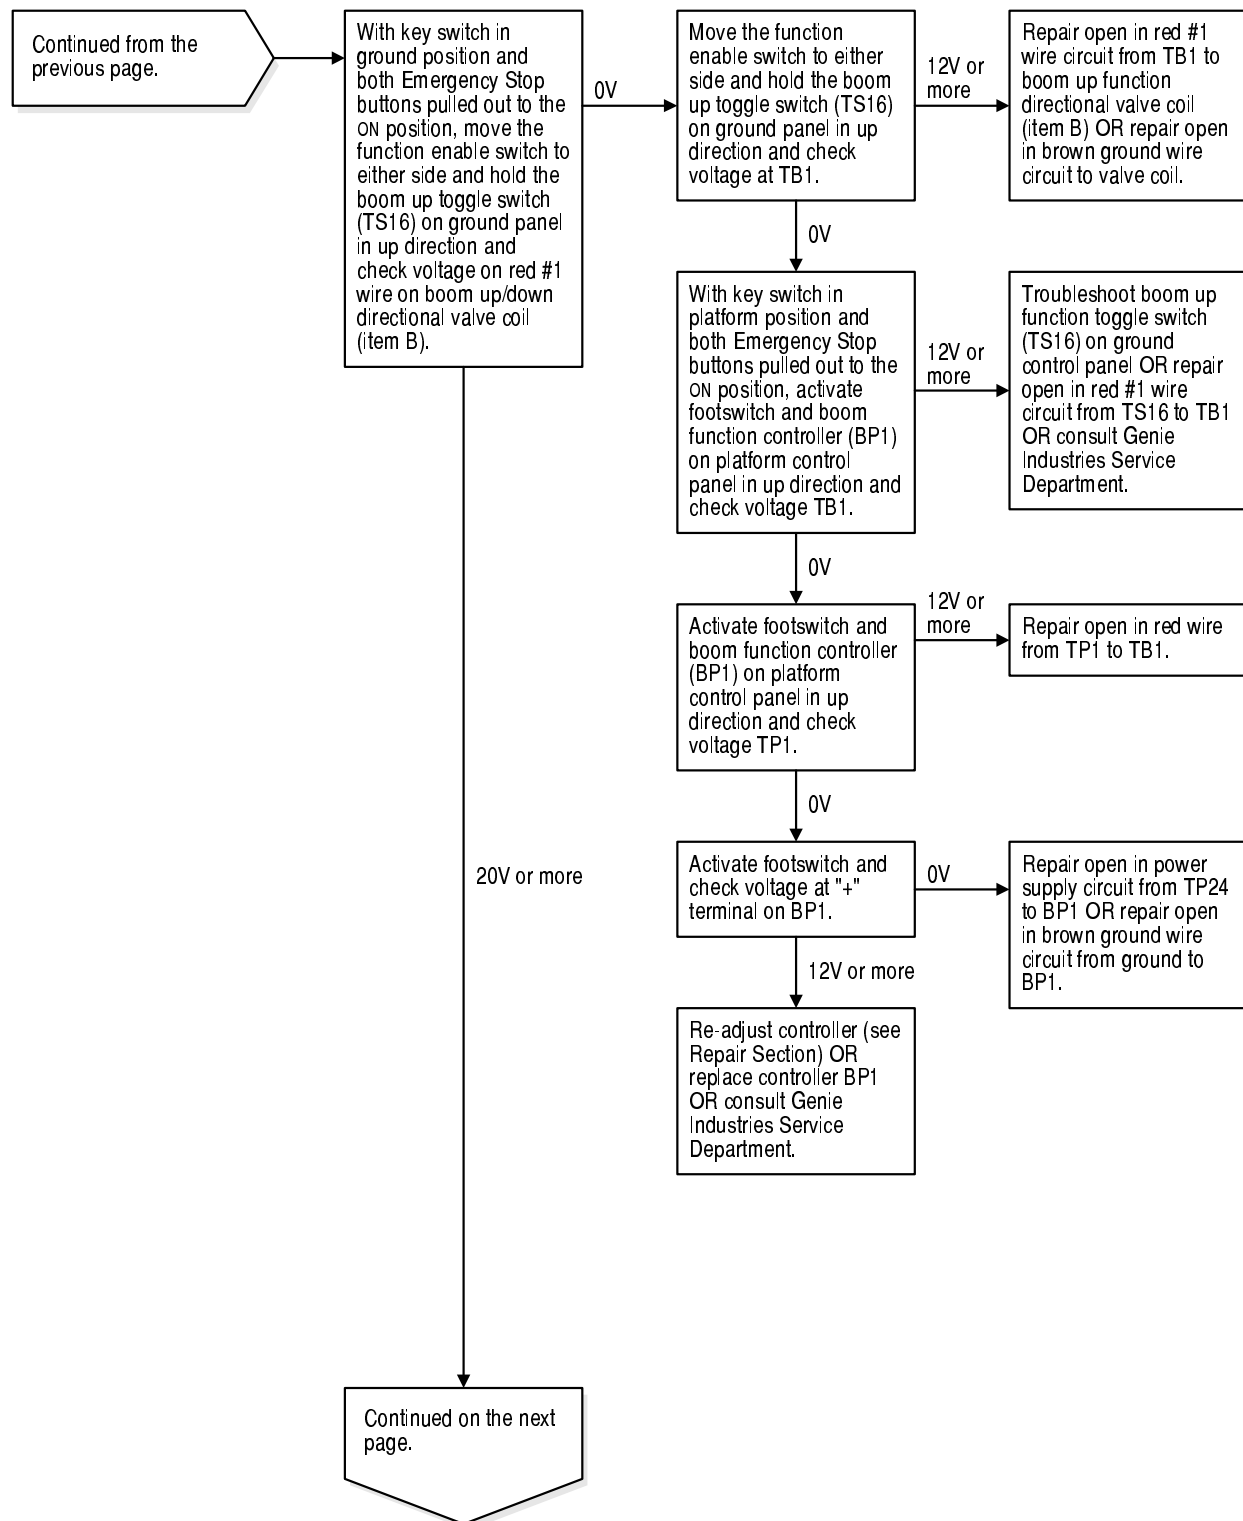 Continued from the
previous page.
With key switch in
ground position and
both Emergency Stop
buttons pulled out to the
ON position, move the
function enable switch to
either side and hold the
boom up toggle switch
(TS16) on ground panel
in up direction and
check voltage on red #1
wire on boom up/down
directional valve coil
(item B).
0V
Move the function
enable switch to either
side and hold the boom
up toggle switch (TS16)
on ground panel in up
direction and check
voltage at TB1.
12V or
more
Repair open in red #1
wire circuit from TB1 to
boom up function
directional valve coil
(item B) OR repair open
in brown ground wire
circuit to valve coil.
0V
With key switch in
platform position and
both Emergency Stop
buttons pulled out to the
ON position, activate
footswitch and boom
function controller (BP1)
on platform control
panel in up direction and
check voltage TB1.
12V or
more
Troubleshoot boom up
function toggle switch
(TS16) on ground
control panel OR repair
open in red #1 wire
circuit from TS16 to TB1
OR consult Genie
Industries Service
Department.
0V
Activate footswitch and
boom function controller
(BP1) on platform
control panel in up
direction and check
voltage TP1.
12V or
more
Repair open in red wire
from TP1 to TB1.
0V
Activate footswitch and
check voltage at "+"
terminal on BP1.
0V
Repair open in power
supply circuit from TP24
to BP1 OR repair open
in brown ground wire
circuit from ground to
BP1.
12V or more
Re-adjust controller (see
Repair Section) OR
replace controller BP1
OR consult Genie
Industries Service
Department.
20V or more
Continued on the next
page.